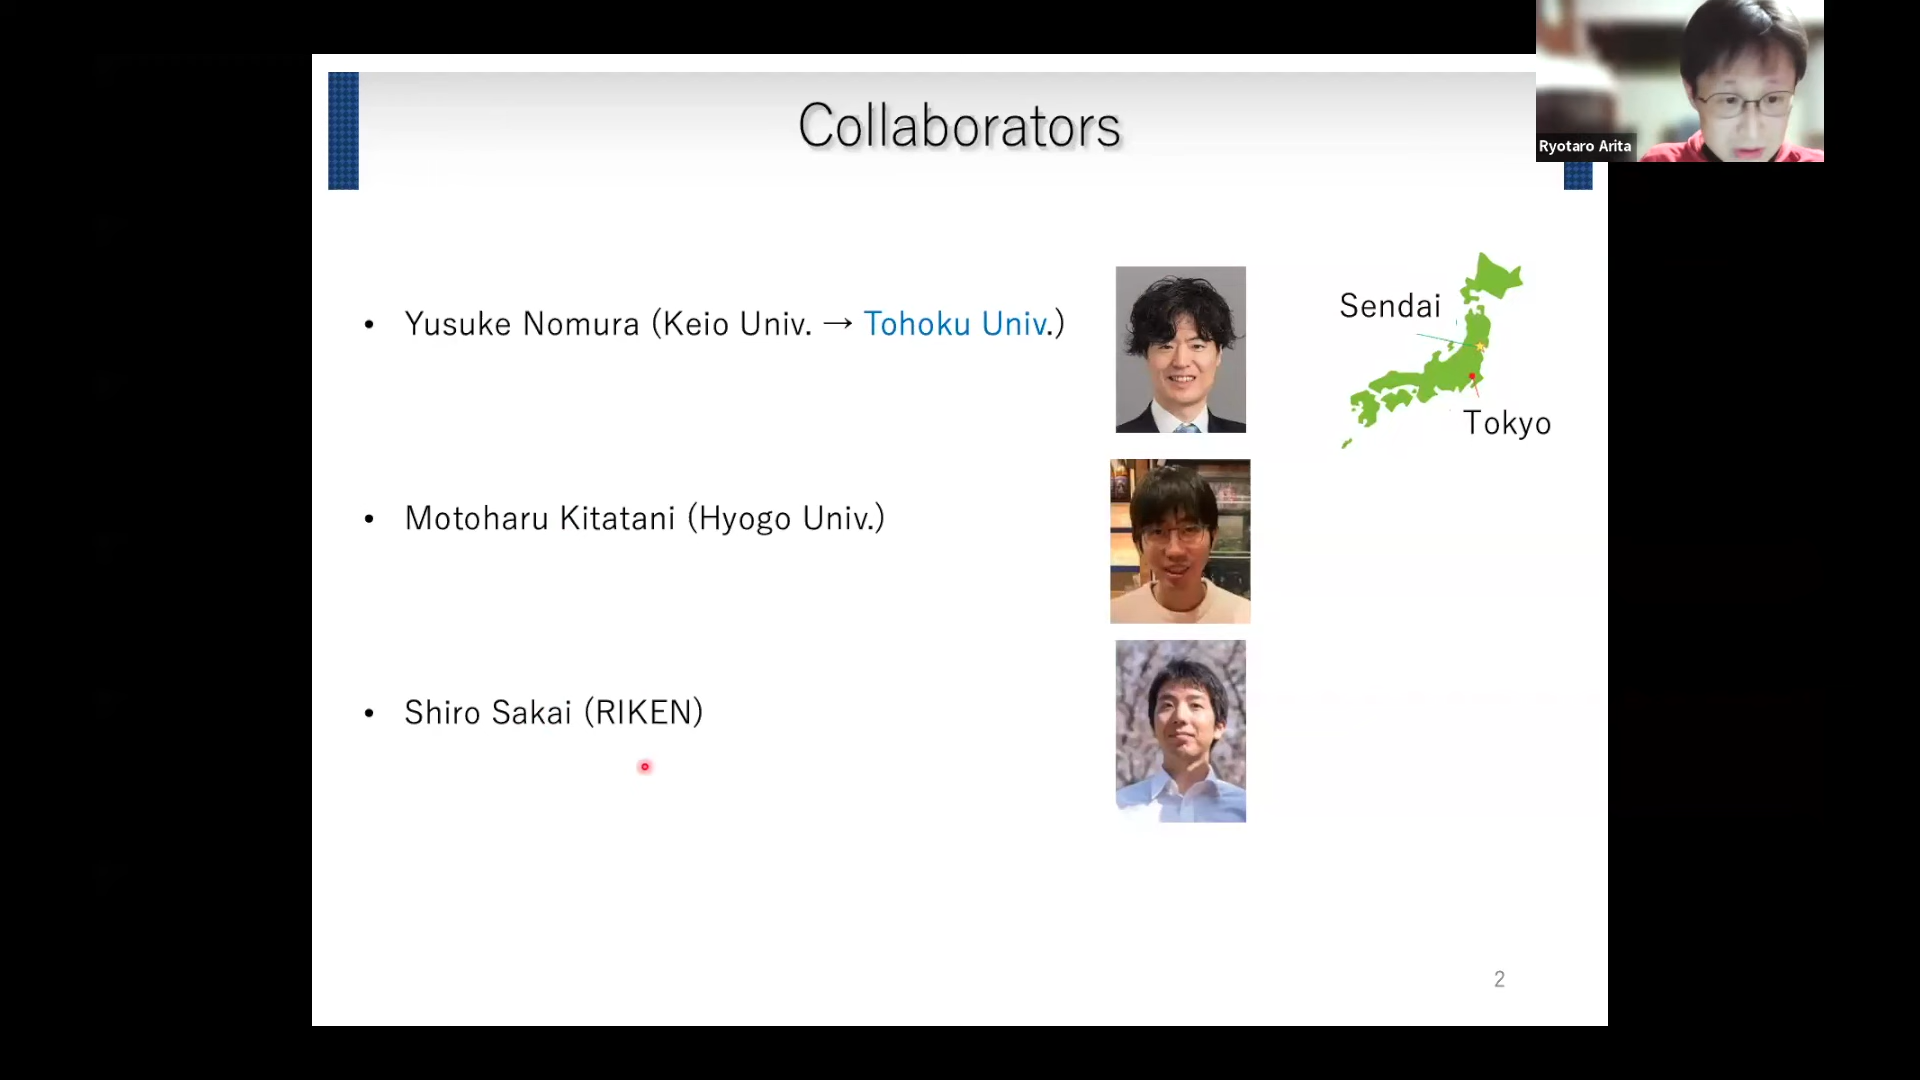 Collaborators
Ryotaro Arita
• Yusuke Nomura (Keio Univ. → Tohoku Univ.)
Sendai
Tokyo
• Motoharu Kitatani (Hyogo Univ.)
• Shiro Sakai (RIKEN)
2